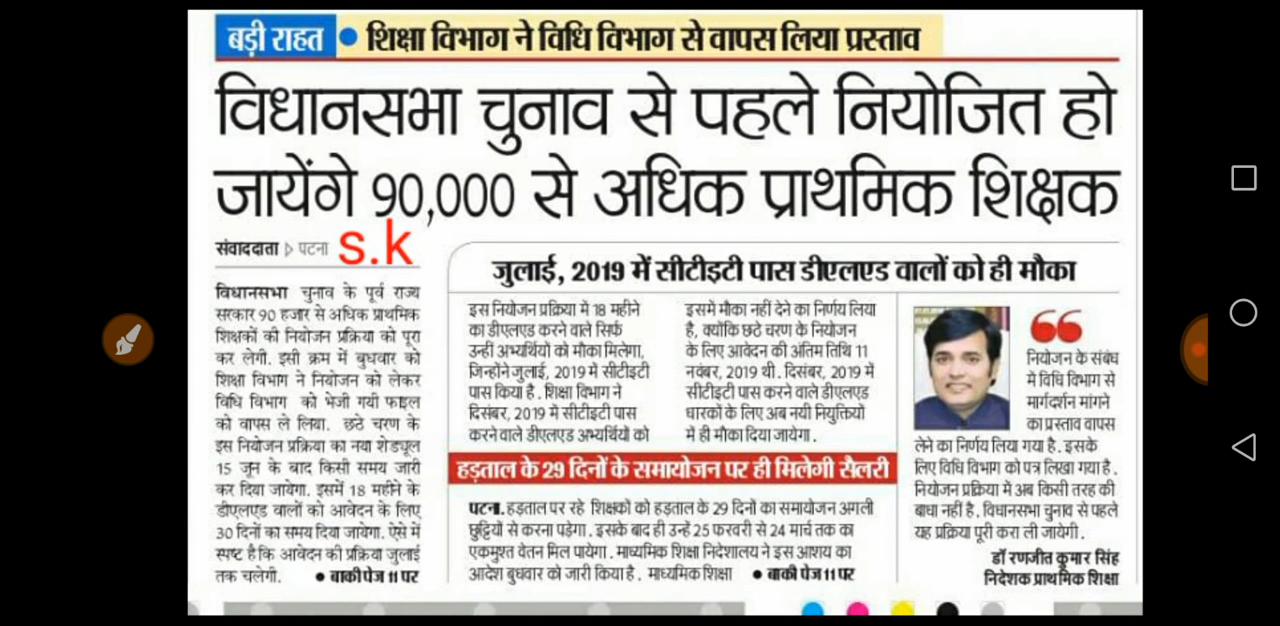 बड़ी राहत ● शिक्षा विभाग ने विधि विभाग से वापस लिया प्रस्ताव
विधानसभा चुनाव से पहले नियोजित हो
जायेंगे 90,000 से अधिक प्राथमिक शिक्षक
संवाददाता ▷ पटना
s.k
विधानसभा चुनाव के पूर्व राज्य
सरकार 90 हजार से अधिक प्राथमिक
शिक्षकों की नियोजन प्रक्रिया को पूरा
कर लेगी. इसी क्रम में बुधवार को
शिक्षा विभाग ने नियोजन को लेकर
विधि विभाग को भेजी गयी फाइल
को वापस ले लिया. छठे चरण के
इस नियोजन प्रक्रिया का नया शेड्यूल
15 जून के बाद किसी समय जारी
कर दिया जायेगा. इसमें 18 महीने के
डीएलएड वालों को आवेदन के लिए
30 दिनों का समय दिया जायेगा. ऐसे में
स्पष्ट है कि आवेदन की प्रक्रिया जुलाई
तक चलेगी. ● बाकी पेज 11 पर
जुलाई, 2019 में सीटीइटी पास डीएलएड वालों को ही मौका
इस नियोजन प्रक्रिया में 18 महीने
का डीएलएड करने वाले सिर्फ
उन्हीं अभ्यर्थियों को मौका मिलेगा,
जिन्होंने जुलाई, 2019 में सीटीइटी
पास किया है. शिक्षा विभाग ने
दिसंबर, 2019 में सीटीइटी पास
करने वाले डीएलएड अभ्यर्थियों को
इसमें मौका नहीं देने का निर्णय लिया
है, क्योंकि छठे चरण के नियोजन
के लिए आवेदन की अंतिम तिथि 11
नवंबर, 2019 थी. दिसंबर, 2019 में
सीटीइटी पास करने वाले डीएलएड
धारकों के लिए अब नयी नियुक्तियों
में ही मौका दिया जायेगा.
नियोजन के संबंध
में विधि विभाग से
मार्गदर्शन मांगने
का प्रस्ताव वापस
लेने का निर्णय लिया गया है. इसके
लिए विधि विभाग को पत्र लिखा गया है.
नियोजन प्रक्रिया में अब किसी तरह की
बाधा नहीं है. विधानसभा चुनाव से पहले
यह प्रक्रिया पूरी करा ली जायेगी.
डॉ रणजीत कुमार सिंह
निदेशक प्राथमिक शिक्षा
हड़ताल के 29 दिनों के समायोजन पर ही मिलेगी सैलरी
पटना. हड़ताल पर रहे शिक्षकों को हड़ताल के 29 दिनों का समायोजन अगली
छुट्टियों से करना पड़ेगा. इसके बाद ही उन्हें 25 फरवरी से 24 मार्च तक का
एकमुश्त वेतन मिल पायेगा. माध्यमिक शिक्षा निदेशालय ने इस आशय का
आदेश बुधवार को जारी किया है. माध्यमिक शिक्षा ● बाकी पेज 11 पर